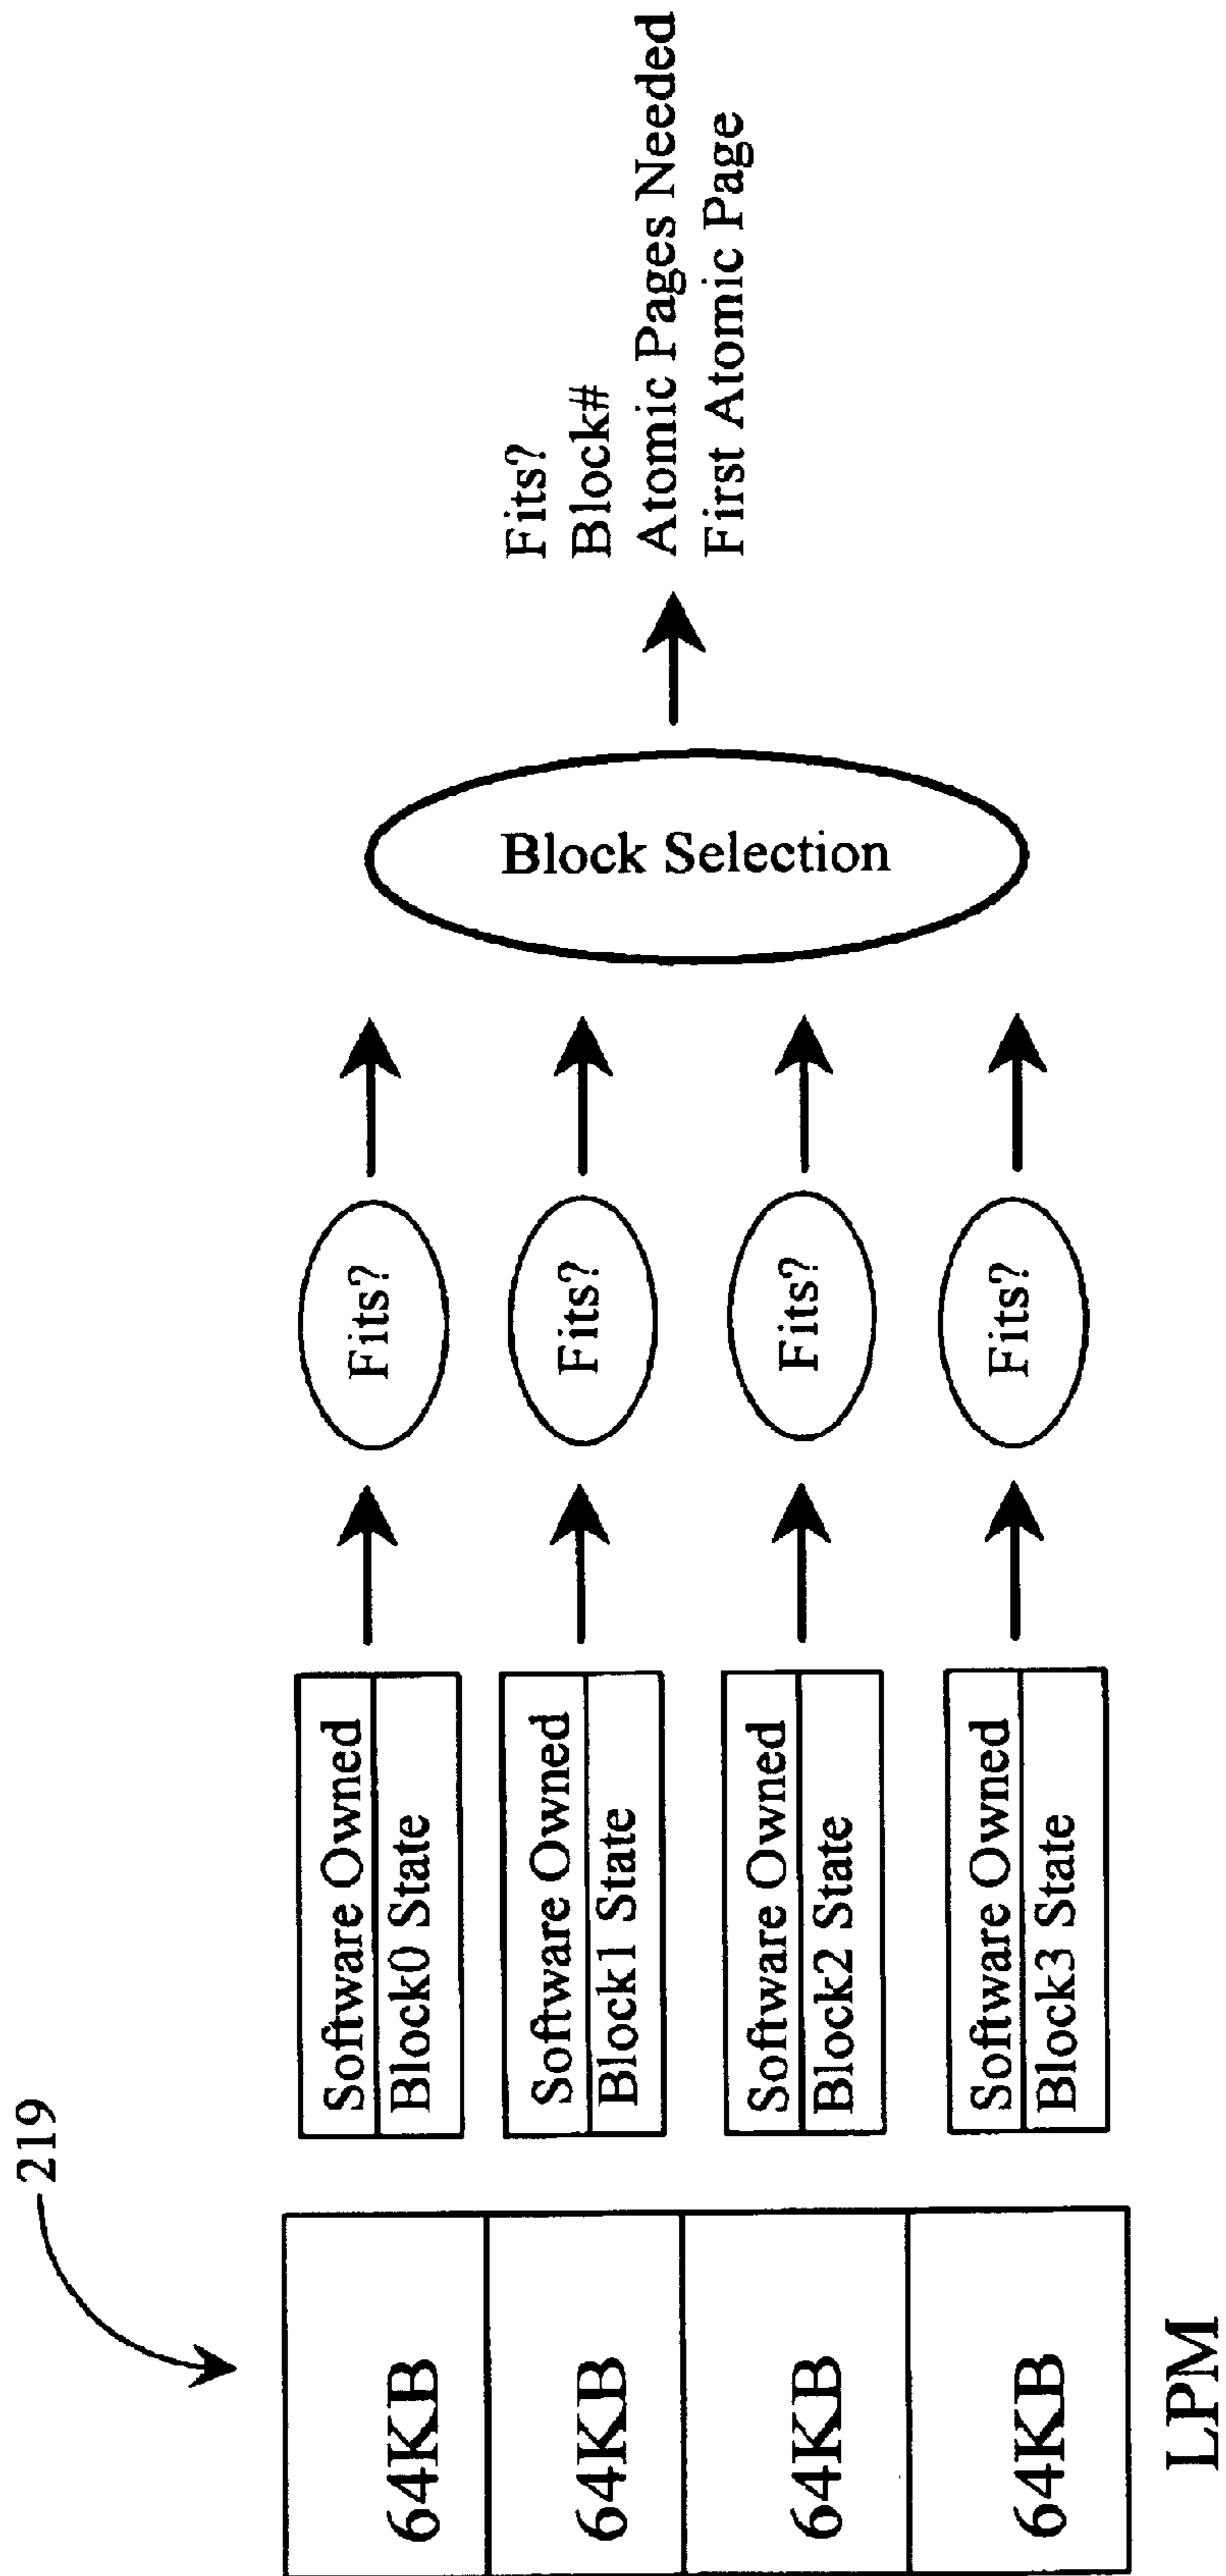 219
64KB
64KB
64KB
64KB
LPM
Software Owned
Block0 State
Software Owned
Block1 State
Software Owned
Block2 State
Software Owned
Block3 State
Fits?
Fits?
Fits?
Fits?
Block Selection
Fits?
Block#
Atomic Pages Needed
First Atomic Page